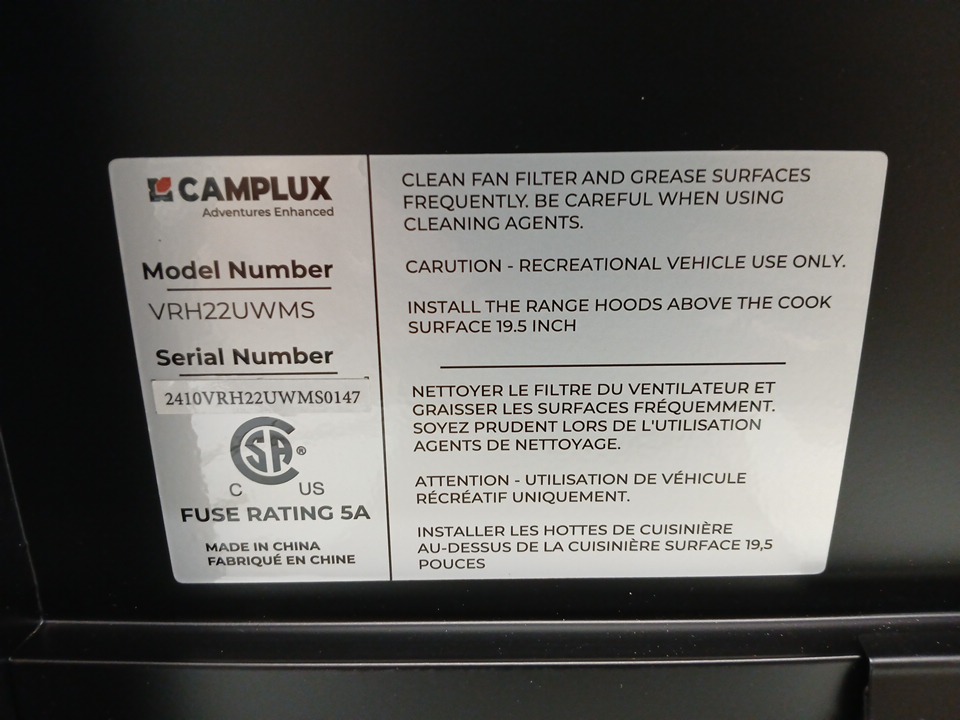 CAMPLUX
Adventures Enhanced
Model Number
VRH22UWMS
Serial Number
2410VRH22UWMS0147
CSA®
C US
FUSE RATING 5A
MADE IN CHINA
FABRIQUÉ EN CHINE
CLEAN FAN FILTER AND GREASE SURFACES
FREQUENTLY. BE CAREFUL WHEN USING
CLEANING AGENTS.
CARUTION - RECREATIONAL VEHICLE USE ONLY.
INSTALL THE RANGE HOODS ABOVE THE COOK
SURFACE 19.5 INCH
NETTOYER LE FILTRE DU VENTILATEUR ET
GRAISSER LES SURFACES FRÉQUEMMENT.
SOYEZ PRUDENT LORS DE L'UTILISATION
AGENTS DE NETTOYAGE.
ATTENTION - UTILISATION DE VÉHICULE
RÉCRÉATIF UNIQUEMENT.
INSTALLER LES HOTTES DE CUISINIÈRE
AU-DESSUS DE LA CUISINIÈRE SURFACE 19,5
POUCES